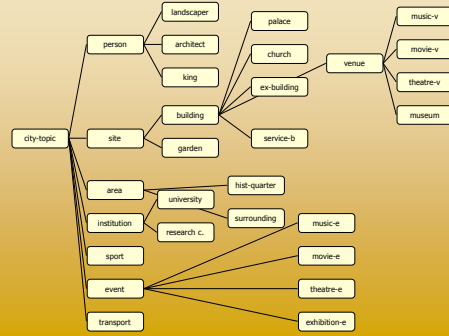 city-topic
person
landscaper
architect
king
site
building
palace
church
ex-building
service-b
venue
music-v
movie-v
theatre-v
museum
garden
area
hist-quarter
surrounding
institution
university
research c.
sport
event
music-e
movie-e
theatre-e
exhibition-e
transport